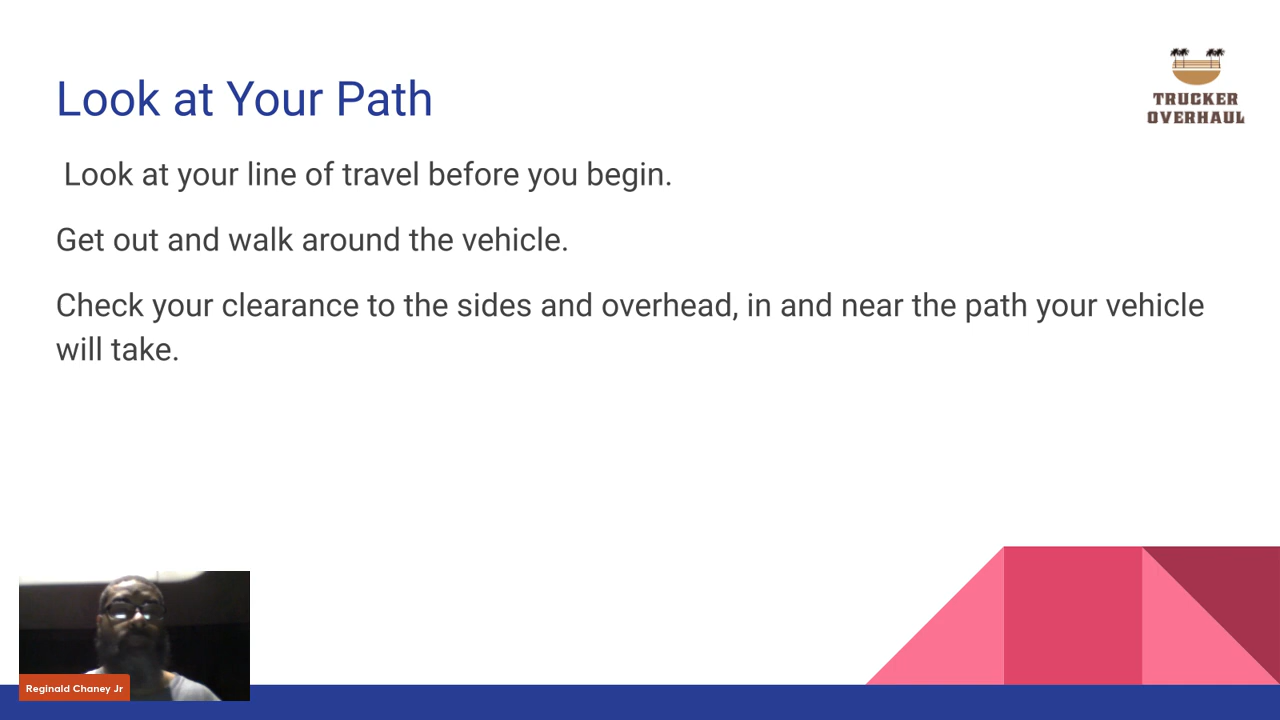 Look at Your Path
TRUCKER
OVERHAUL
Look at your line of travel before you begin.
Get out and walk around the vehicle.
Check your clearance to the sides and overhead, in and near the path your vehicle
will take.
Reginald Chaney Jr